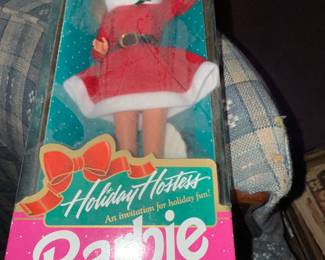 Holiday Hostess
An invitation for holiday fun!
Barbie